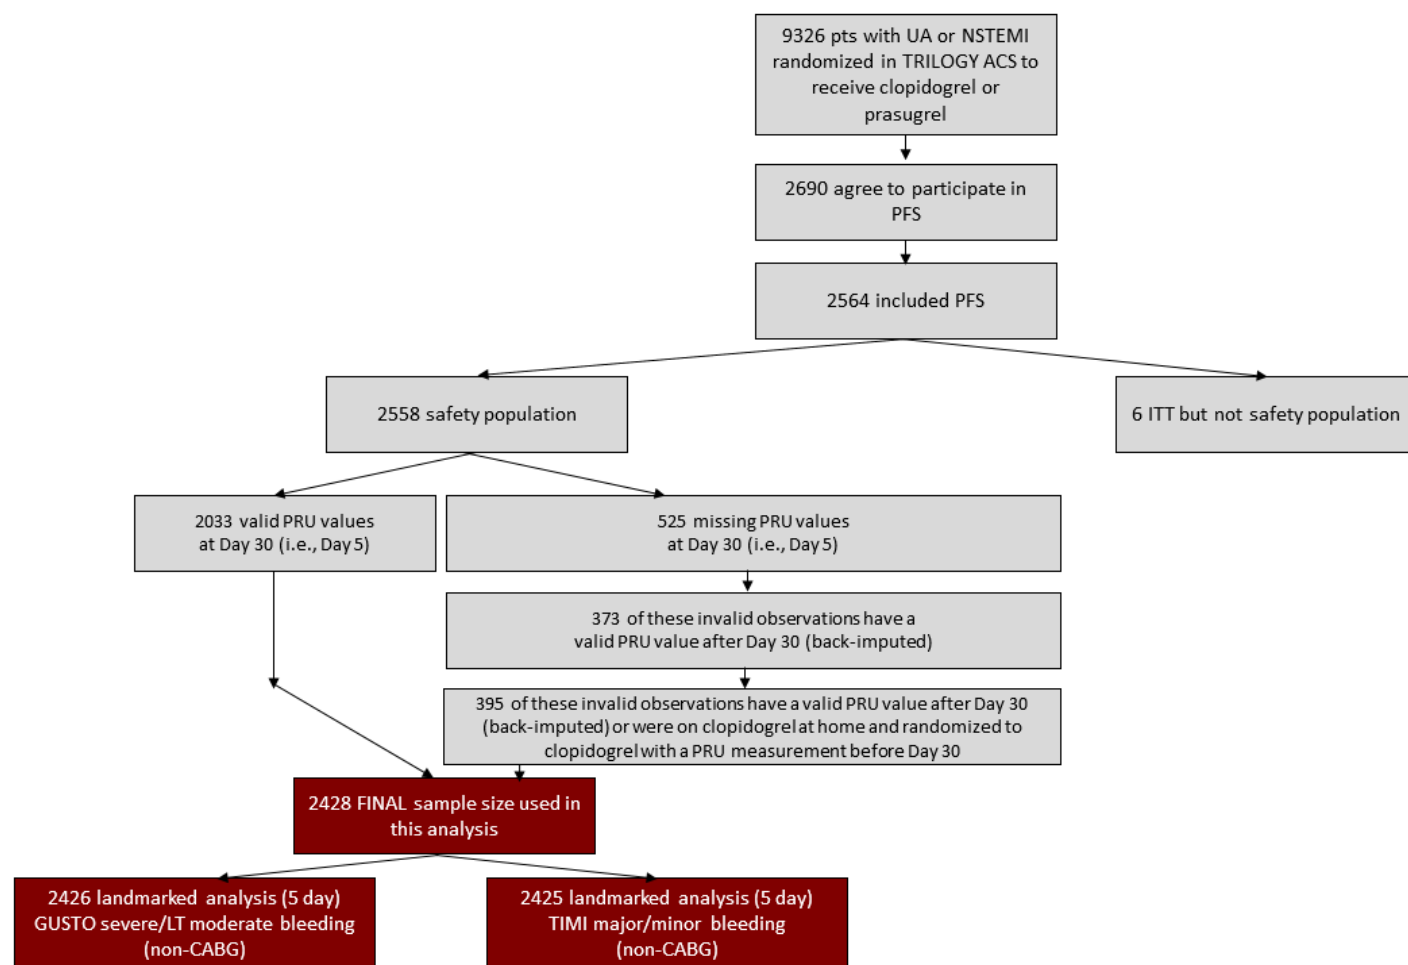 9326 pts with UA or NSTEMI
randomized in TRILOGY ACS to
receive clopidogrel or
prasugrel
2690 agree to participate in
PFS
2564 included PFS
2558 safety population
6 ITT but not safety population
2033 valid PRU values
at Day 30 (i.e., Day 5)
525 missing PRU values
at Day 30 (i.e., Day 5)
373 of these invalid observations have a
valid PRU value after Day 30 (back-imputed)
395 of these invalid observations have a valid PRU value after Day 30
(back-imputed) or were on clopidogrel at home and randomized to
clopidogrel with a PRU measurement before Day 30
2428 FINAL sample size used in
this analysis
2426 landmarked analysis (5 day)
GUSTO severe/LT moderate bleeding
(non-CABG)
2425 landmarked analysis (5 day)
TIMI major/minor bleeding
(non-CABG)